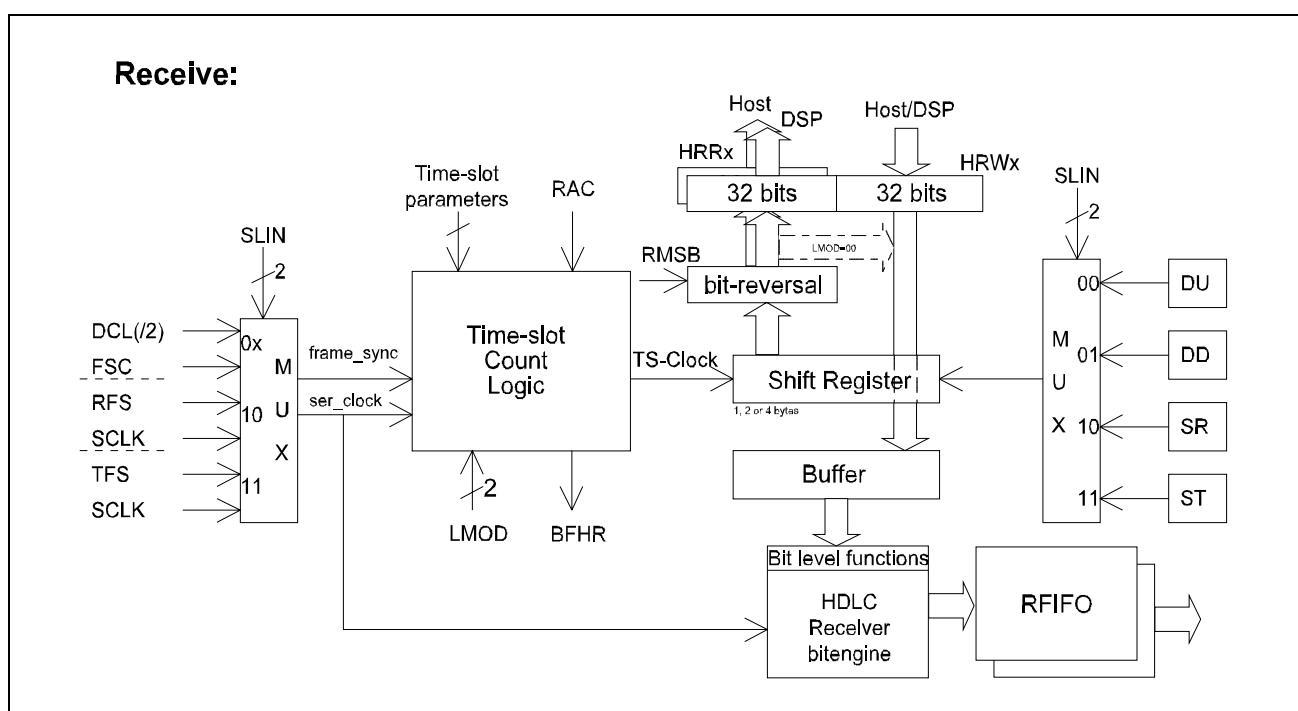 Receive:
Host
DSP
Host/DSP
HRRx
HRWx
32 bits
32 bits
Time-slot
parameters
RAC
SLIN
2
SLIN
2
LMOD=00
RMSB
bit-reversal
DCL(/2)
FSC
RFS
SCLK
TFS
SCLK
0x
10
11
M
U
X
frame_sync
ser_clock
Time-slot
Count
Logic
TS-Clock
Shift Register
1, 2 or 4 bytas
M
U
X
00
01
10
11
DU
DD
SR
ST
2
LMOD
BFHR
Buffer
Bit level functions
HDLC
Recelver
bitengine
RFIFO